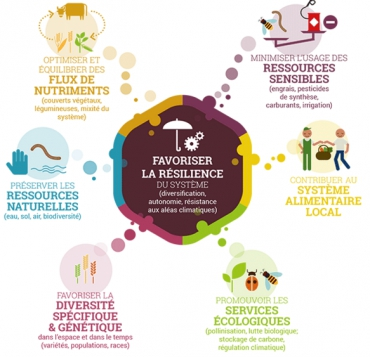 OPTIMISER ET
ÉQUILIBRER DES
FLUX DE
NUTRIMENTS
(couverts végétaux,
légumineuses, mixité du
système)
MINIMISER L'USAGE DES
RESSOURCES
SENSIBLES
(engrais, pesticides
de synthèse,
carburants, irrigation)
FAVORISER
LA RÉSILIENCE
DU SYSTÈME
(diversification,
autonomie, résistance
aux aléas climatiques)
PRÉSERVER LES
RESSOURCES
NATURELLES
(eau, sol, air, biodiversité)
CONTRIBUER AU
SYSTÈME
ALIMENTAIRE
LOCAL
FAVORISER LA
DIVERSITÉ
SPÉCIFIQUE
& GÉNÉTIQUE
dans l'espace et dans le temps
(variétés, populations, races)
PROMOUVOIR LES
SERVICES
ÉCOLOGIQUES
(pollinisation, lutte biologique;
stockage de carbone,
régulation climatique)